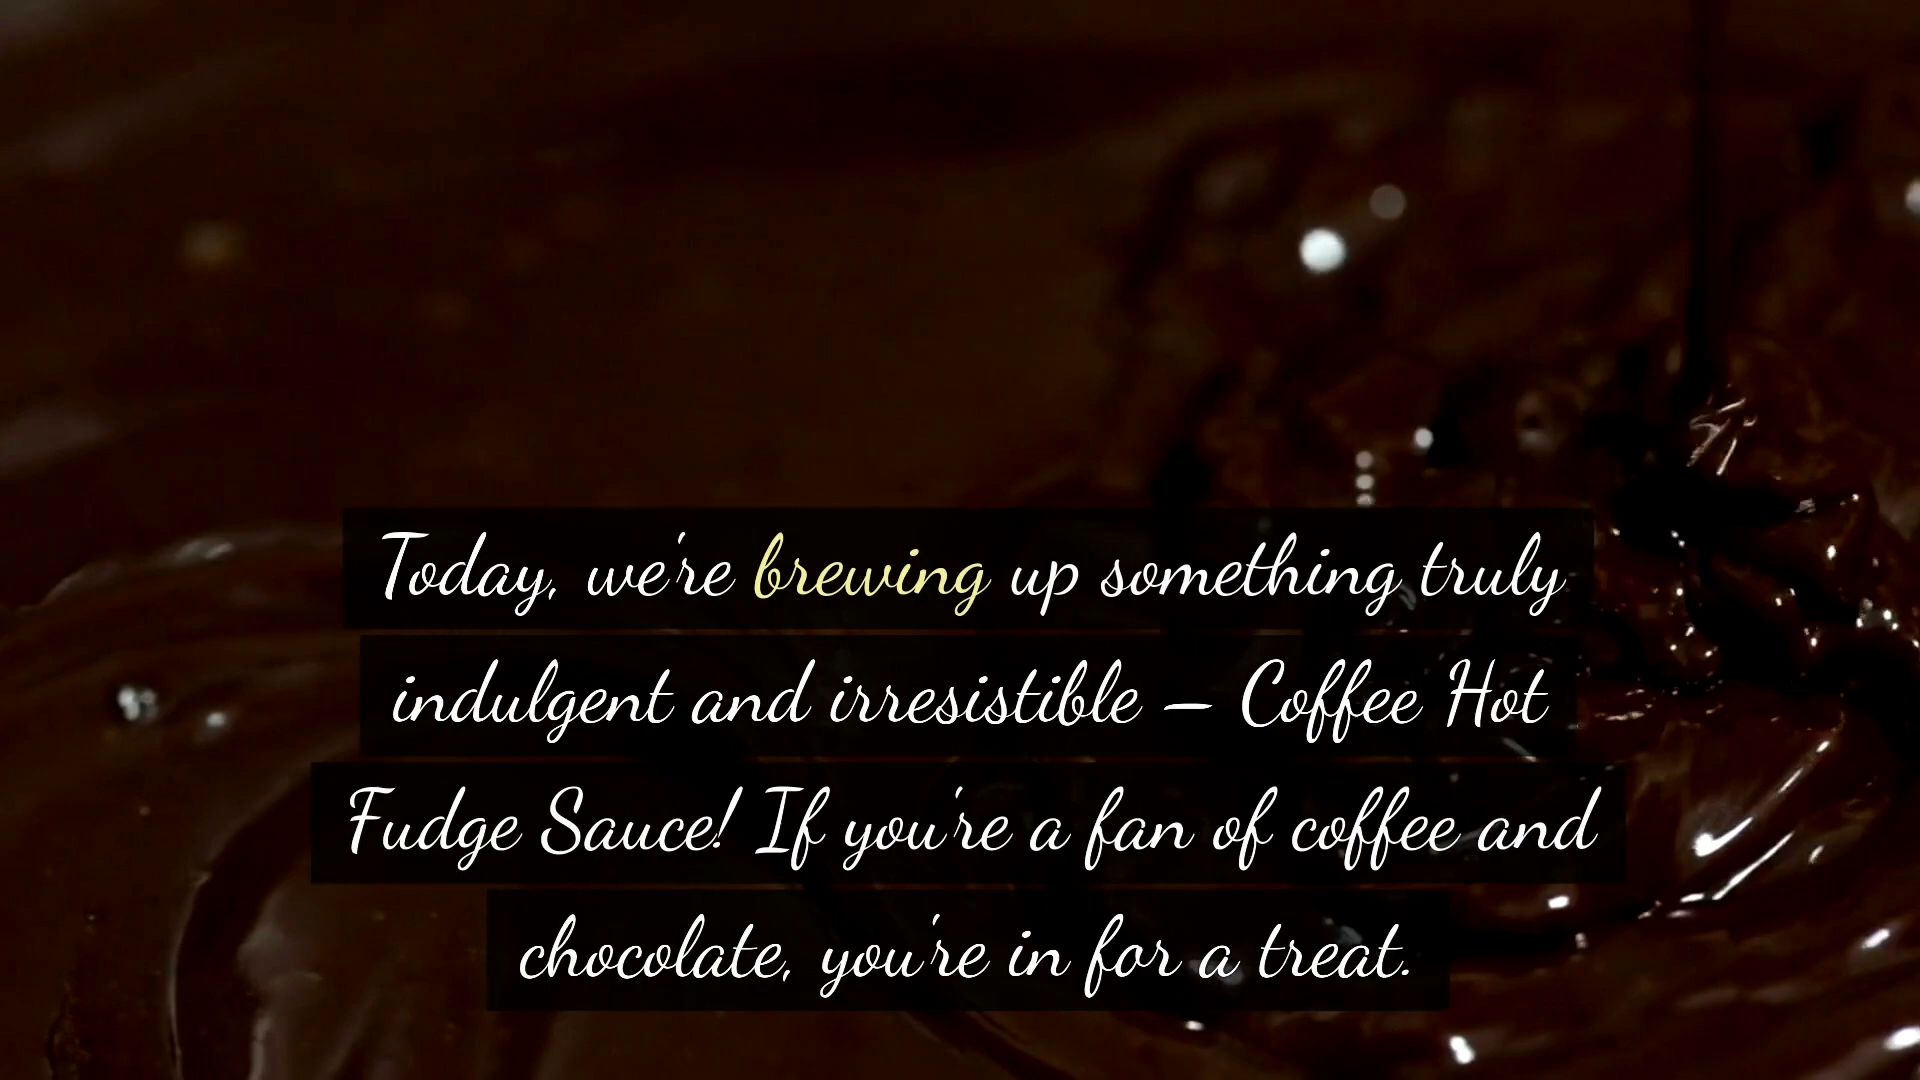 Today, we're brewing up something truly
indulgent and irresistible – Coffee Hot
Fudge Sauce! If you're a fan of coffee and
chocolate, you're in for a treat.